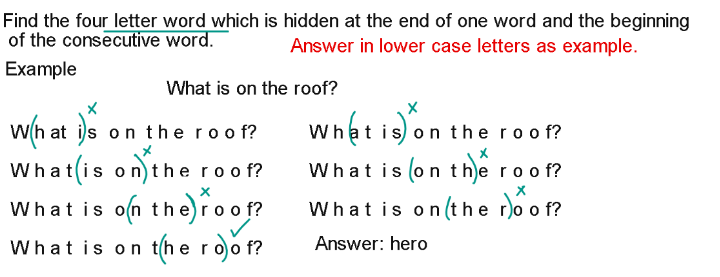 Find the four letter word which is hidden at the end of one word and the beginning
of the consecutive word.
Answer in lower case letters as example.
Example
What is on the roof?
What is on the roof?
What is on the roof?
What is on the roof?
What is on the roof?
What is on the roof?
What is on the roof?
What is on the roof?
Answer: hero